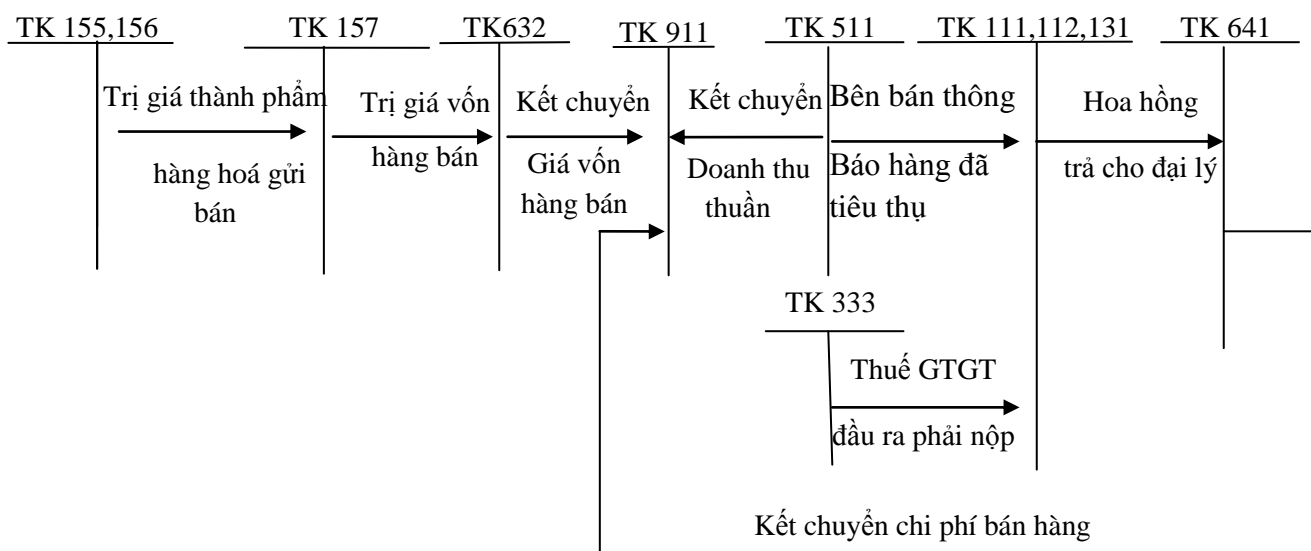 TK 155,156
TK 157
TK632
TK 911
TK 511
TK 111,112,131
TK 641
Trị giá thành phẩm
hàng hoá gửi
bán
Trị giá vốn
hàng bán
Kết chuyển
Giá vốn
hàng bán
Kết chuyển
Doanh thu
thuần
Bên bán thông
Báo hàng đã
tiêu thụ
Hoa hồng
trả cho đại lý
TK 333
Thuế GTGT
đầu ra phải nộp
Kết chuyển chi phí bán hàng